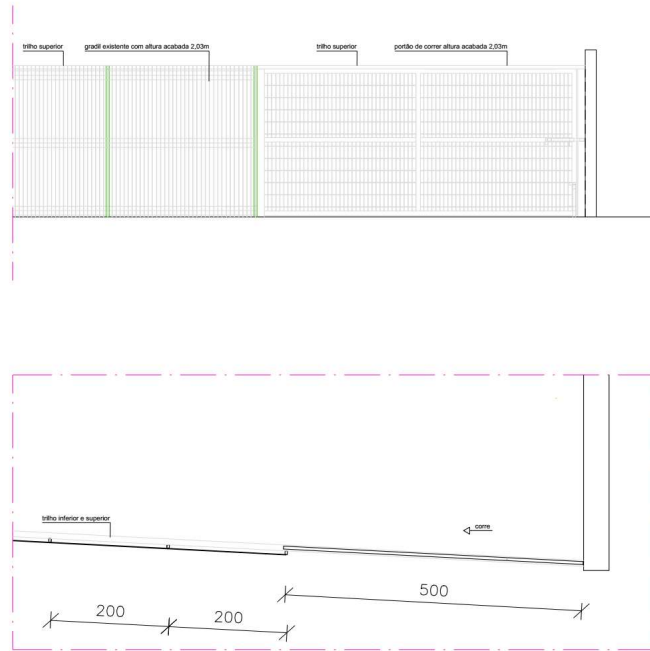 trilho superior
gradil existente com altura acabada 2,03m
trilho superior
portão de correr altura acabada 2,03m
trilho inferior e superior
corre
200
200
500